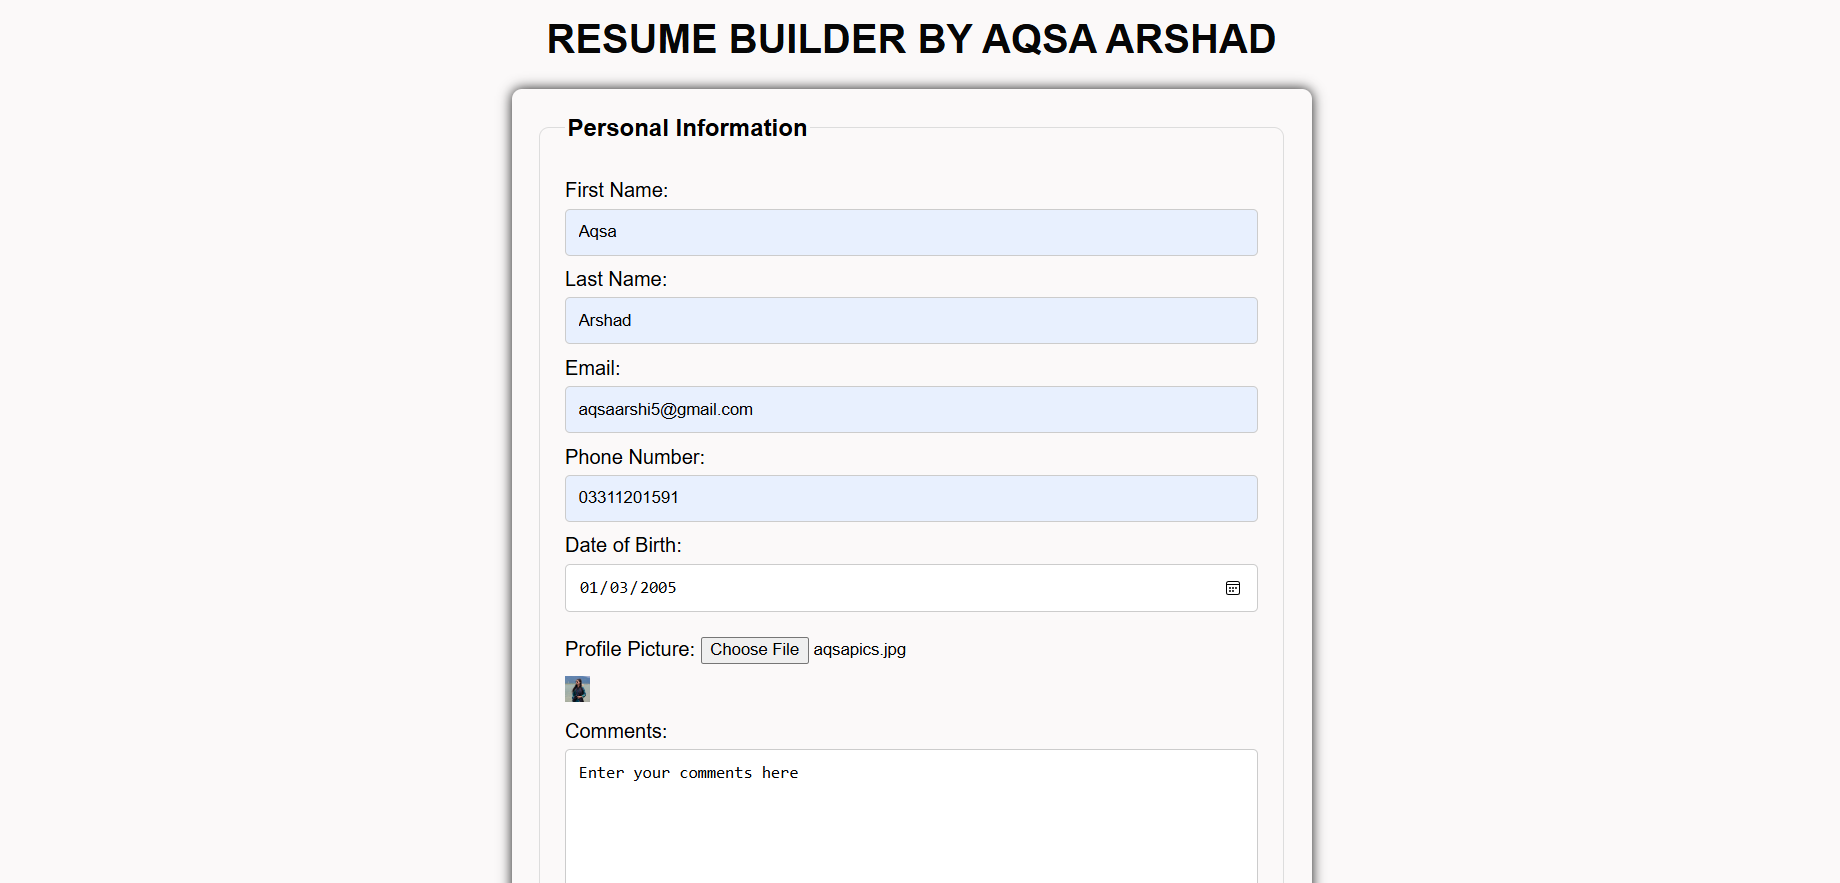 RESUME BUILDER BY AQSA ARSHAD
Personal Information
First Name:
Aqsa
Last Name:
Arshad
Email:
aqsaarshi5@gmail.com
Phone Number:
03311201591
Date of Birth:
01/03/2005
Profile Picture: Choose File aqsapics.jpg
Comments:
Enter your comments here